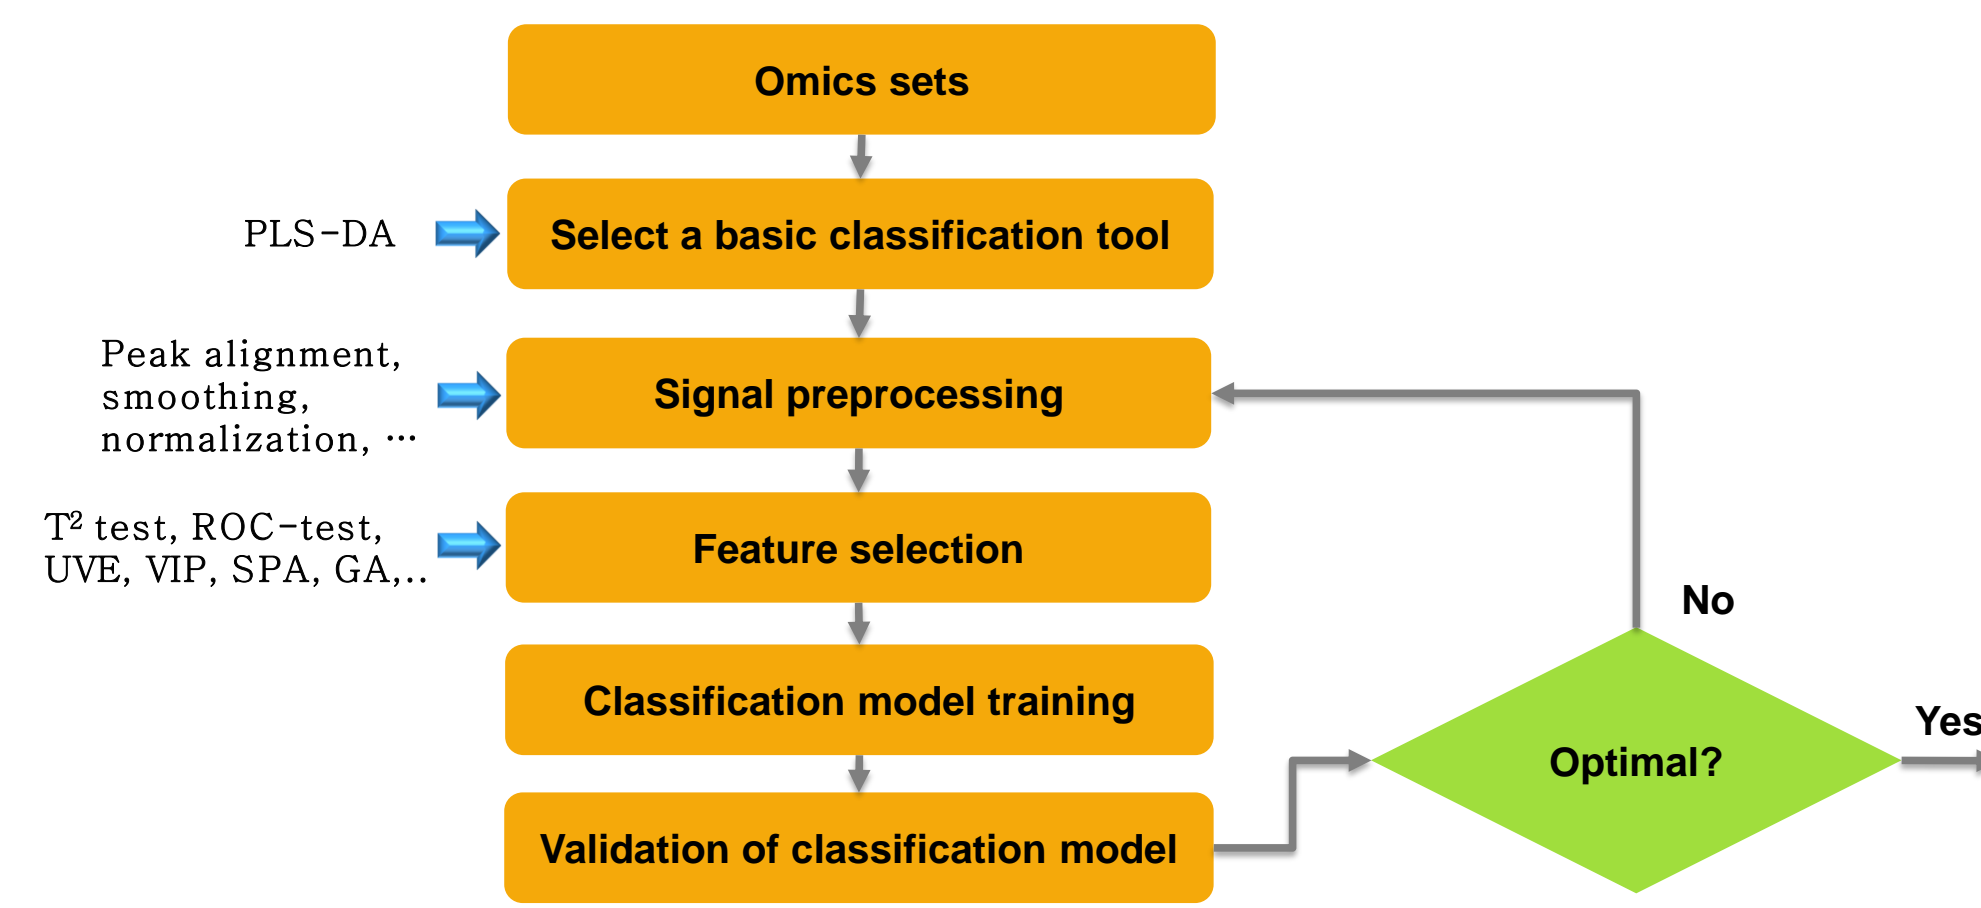 Omics sets
PLS-DA
Select a basic classification tool
Peak alignment,
smoothing,
normalization, ···
Signal preprocessing
T² test, ROC-test,
UVE, VIP, SPA, GA,..
Feature selection
No
Classification model training
Yes
Optimal?
Validation of classification model